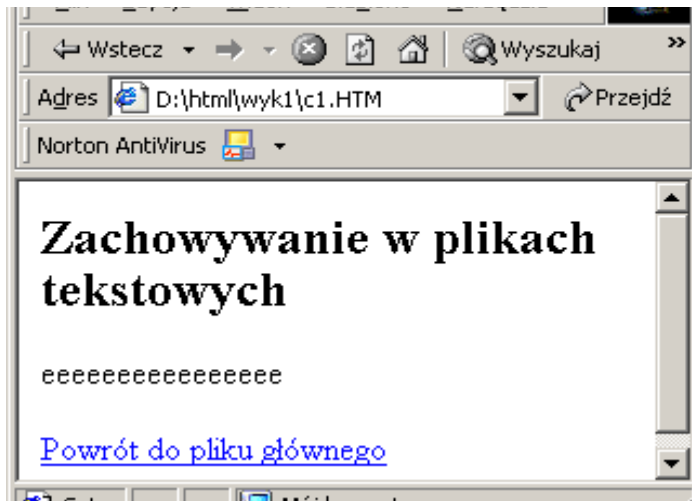 Wstecz Wyszukaj »
Adres D:\html\wyk1\c1.HTM Przejdź
Norton AntiVirus
Zachowywanie w plikach
tekstowych
eeeeeeeeeeeeeeee
Powrót do pliku głównego